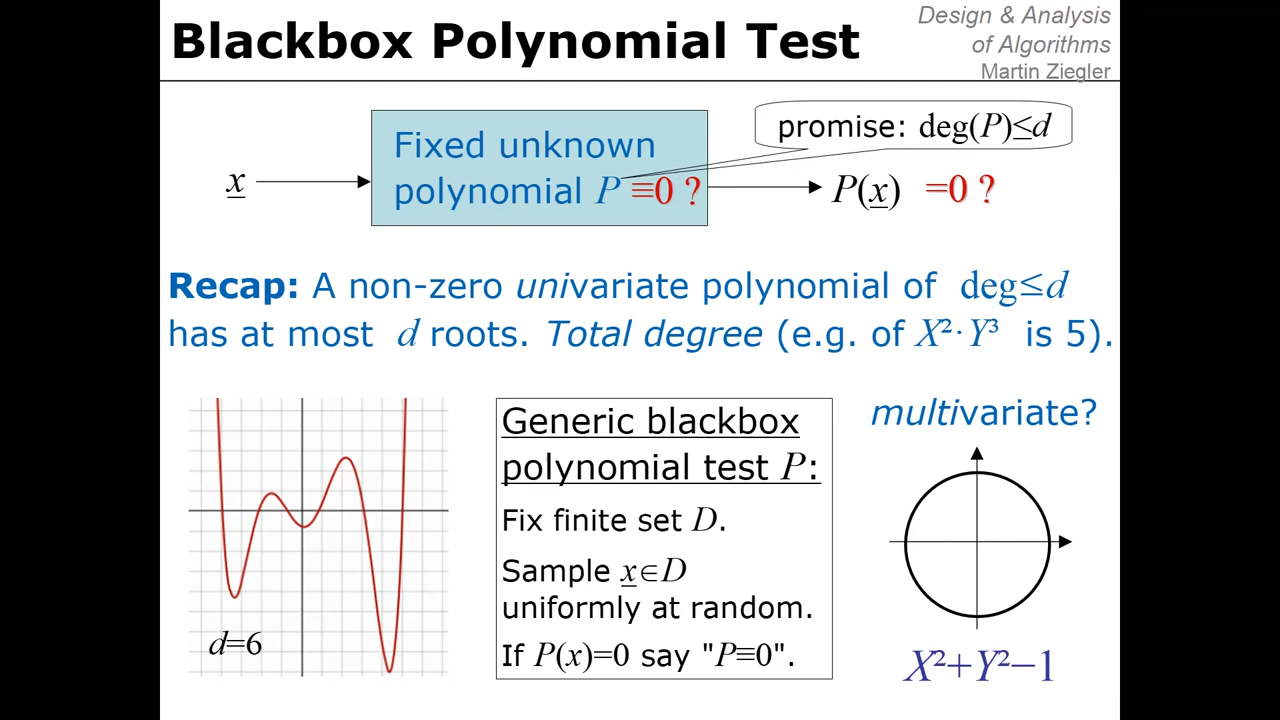 Blackbox Polynomial Test
Design & Analysis
of Algorithms
Martin Ziegler
promise: deg(P)≤d
Fixed unknown
polynomial P ≡0 ?
x
P(x) =0 ?
Recap: A non-zero univariate polynomial of deg≤d
has at most d roots. Total degree (e.g. of X²·Y³ is 5).
d=6
Generic blackbox
polynomial test P:
Fix finite set D.
Sample x∈D
uniformly at random.
If P(x)=0 say "P≡0".
multivariate?
X²+Y²−1